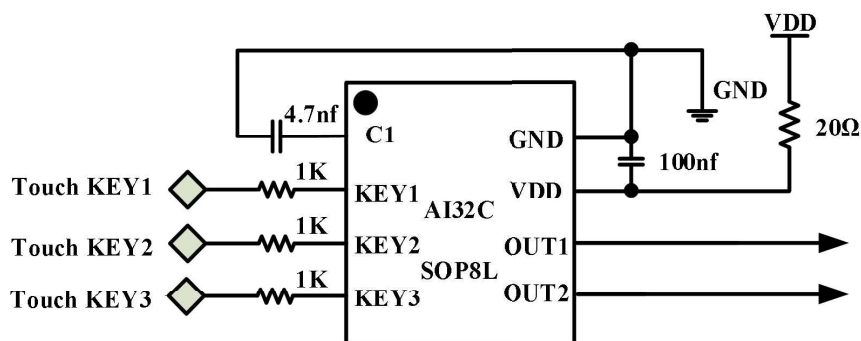 VDD
4.7nf
GND
C1
GND
20Ω
100nf
Touch KEY1
1K
KEY1
VDD
AI32C
Touch KEY2
1K
KEY2
OUT1
SOP8L
Touch KEY3
1K
KEY3
OUT2